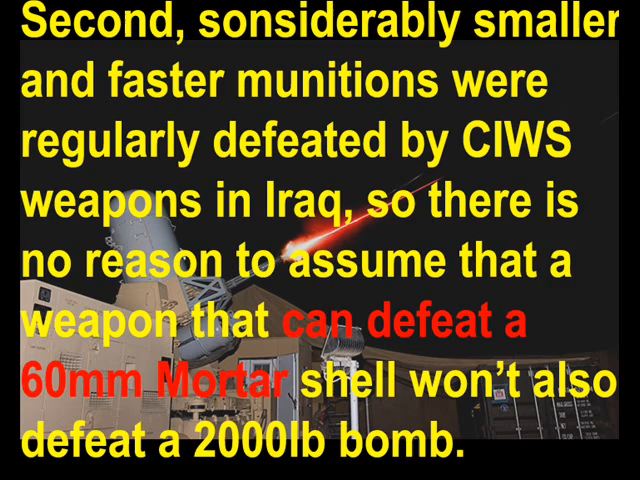 Second, sonsiderably smaller
and faster munitions were
regularly defeated by CIWS
weapons in Iraq, so there is
no reason to assume that a
weapon that can defeat a
60mm Mortar shell won't also
defeat a 2000lb bomb.